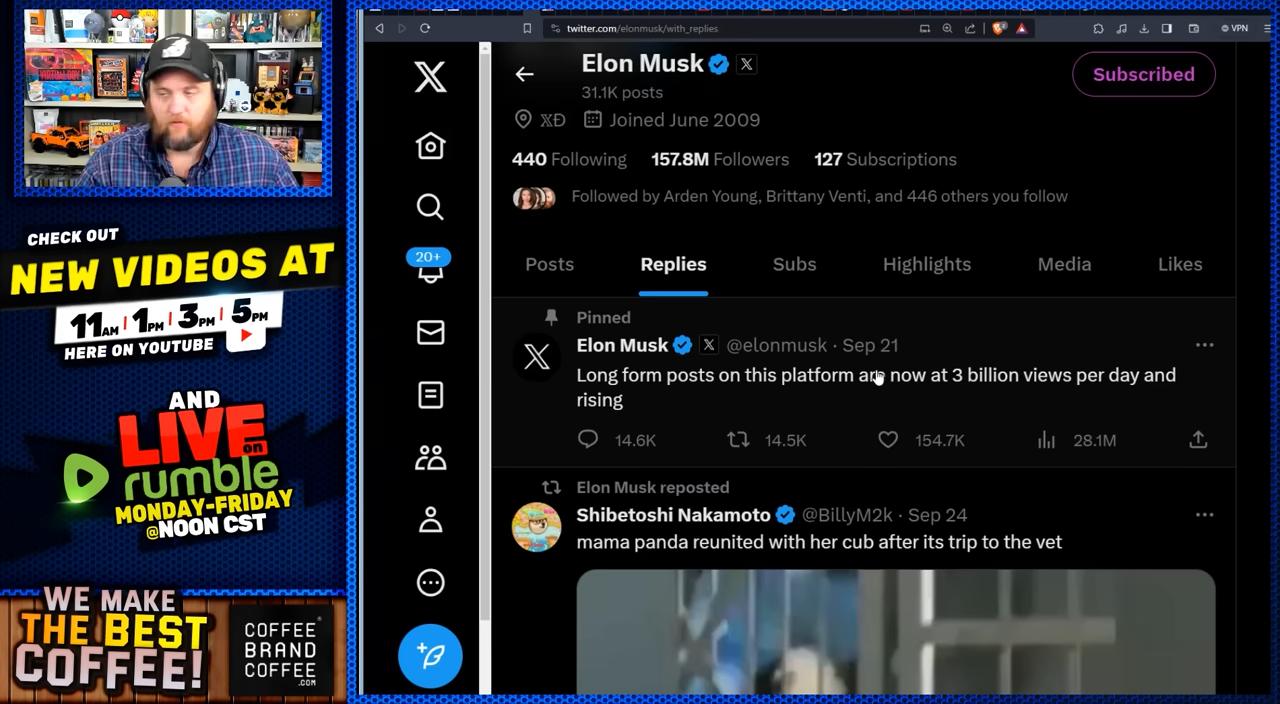 CHECK OUT
NEW VIDEOS AT
11AM | 1PM | 3PM | 5PM
HERE ON YOUTUBE
AND
LIVE on
rumble
MONDAY-FRIDAY
@NOON CST
WE MAKE
THE BEST
COFFEE!
COFFEE
BRAND
COFFEE
.COM
twitter.com/elonmusk/with_replies
VPN
Elon Musk
31.1K posts
Subscribed
XÐ Joined June 2009
440 Following 157.8M Followers 127 Subscriptions
Followed by Arden Young, Brittany Venti, and 446 others you follow
20+
Posts Replies Subs Highlights Media Likes
Pinned
Elon Musk @elonmusk · Sep 21
Long form posts on this platform are now at 3 billion views per day and
rising
14.6K 14.5K 154.7K 28.1M
Elon Musk reposted
Shibetoshi Nakamoto @BillyM2k · Sep 24
mama panda reunited with her cub after its trip to the vet